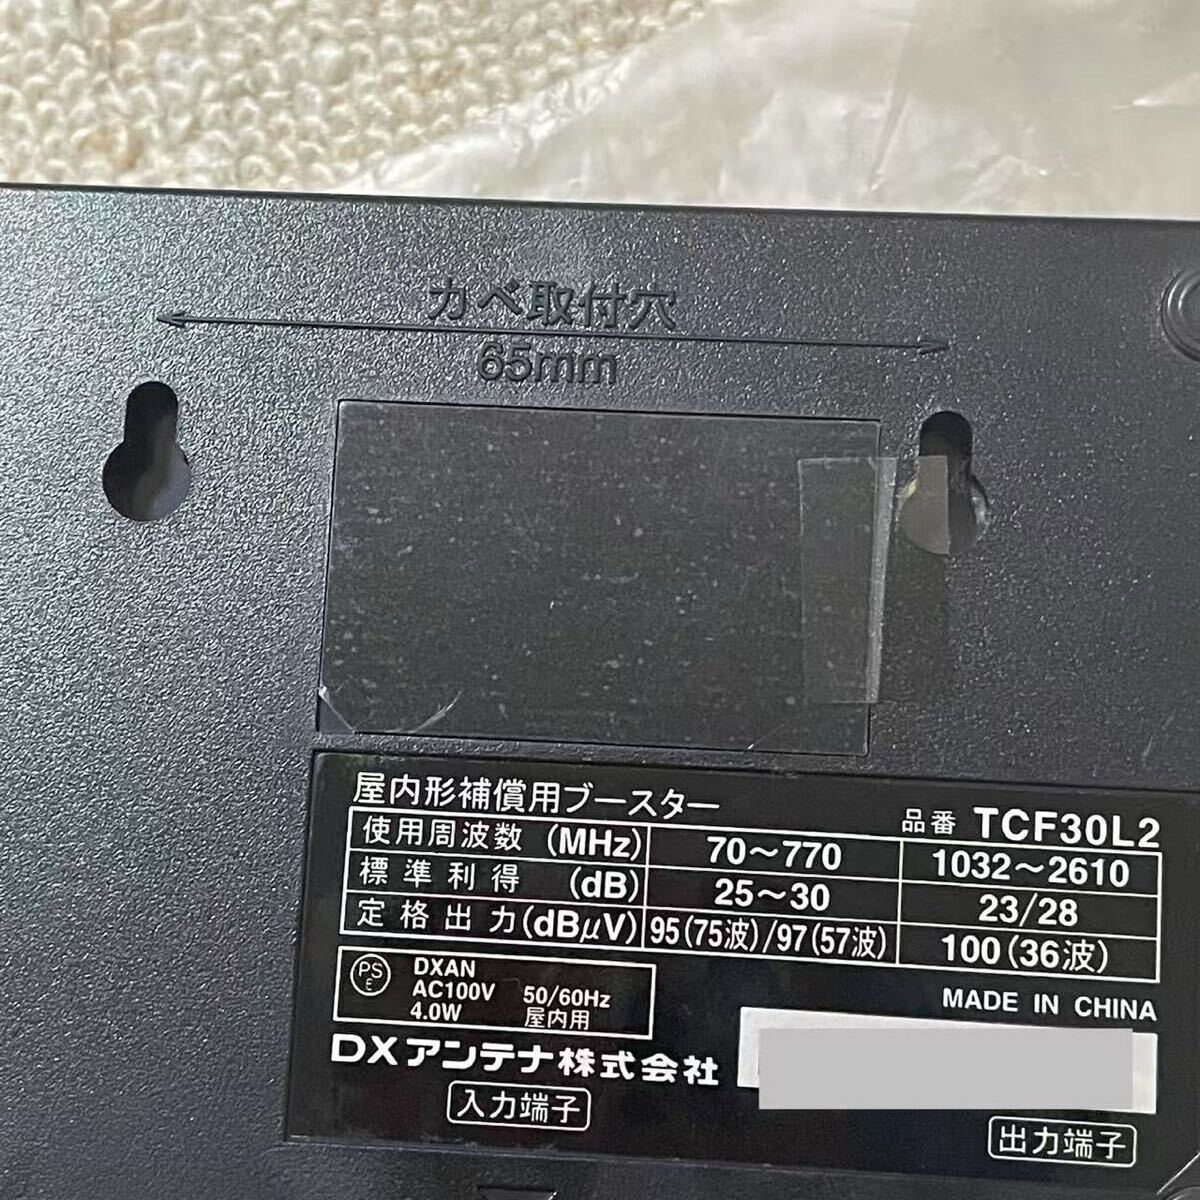 カベ取付穴
65mm
屋内形補償用ブースター 品番 TCF30L2
使用周波数 (MHz) 70～770 1032～2610
標準利得 (dB) 25～30 23/28
定格出力(dBμV) 95(75波)/97(57波) 100(36波)
PS
E
DXAN
AC100V 50/60Hz
4.0W 屋内用
MADE IN CHINA
DXアンテナ株式会社
入力端子
出力端子